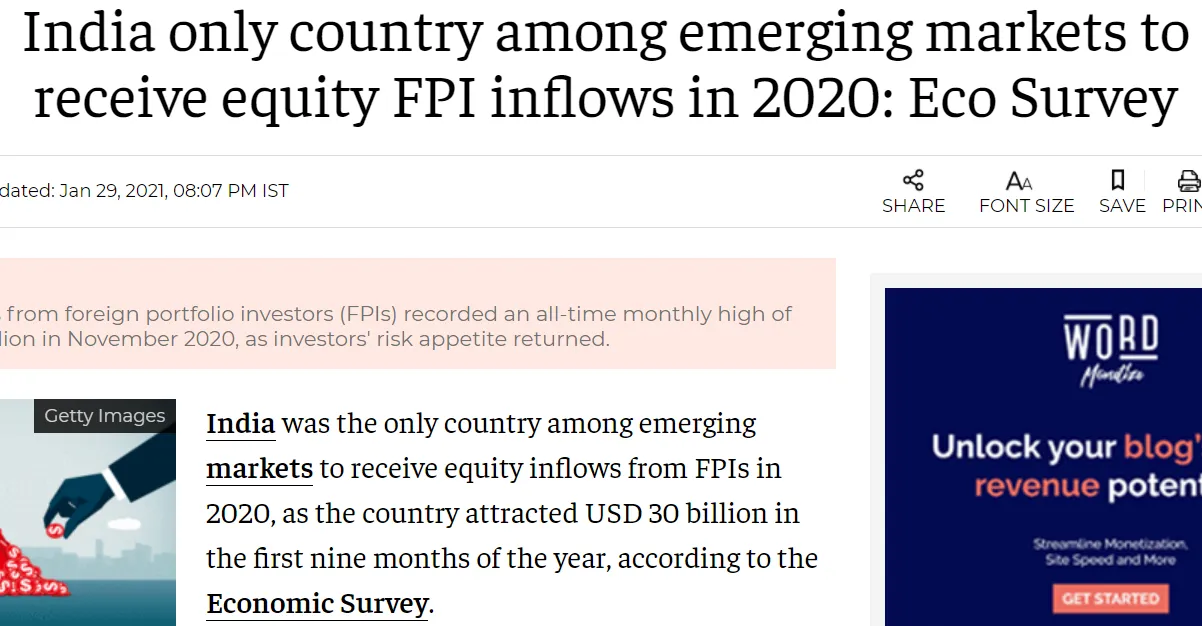 India only country among emerging markets to
receive equity FPI inflows in 2020: Eco Survey
dated: Jan 29, 2021, 08:07 PM IST
SHARE
FONT SIZE
SAVE
PRIN
from foreign portfolio investors (FPIs) recorded an all-time monthly high of
lion in November 2020, as investors' risk appetite returned.
Getty Images
India was the only country among emerging
markets to receive equity inflows from FPIs in
2020, as the country attracted USD 30 billion in
the first nine months of the year, according to the
Economic Survey.
WORD
Monetize
Unlock your blog'
revenue potent
Streamline Monetization,
Site Speed and More
GET STARTED